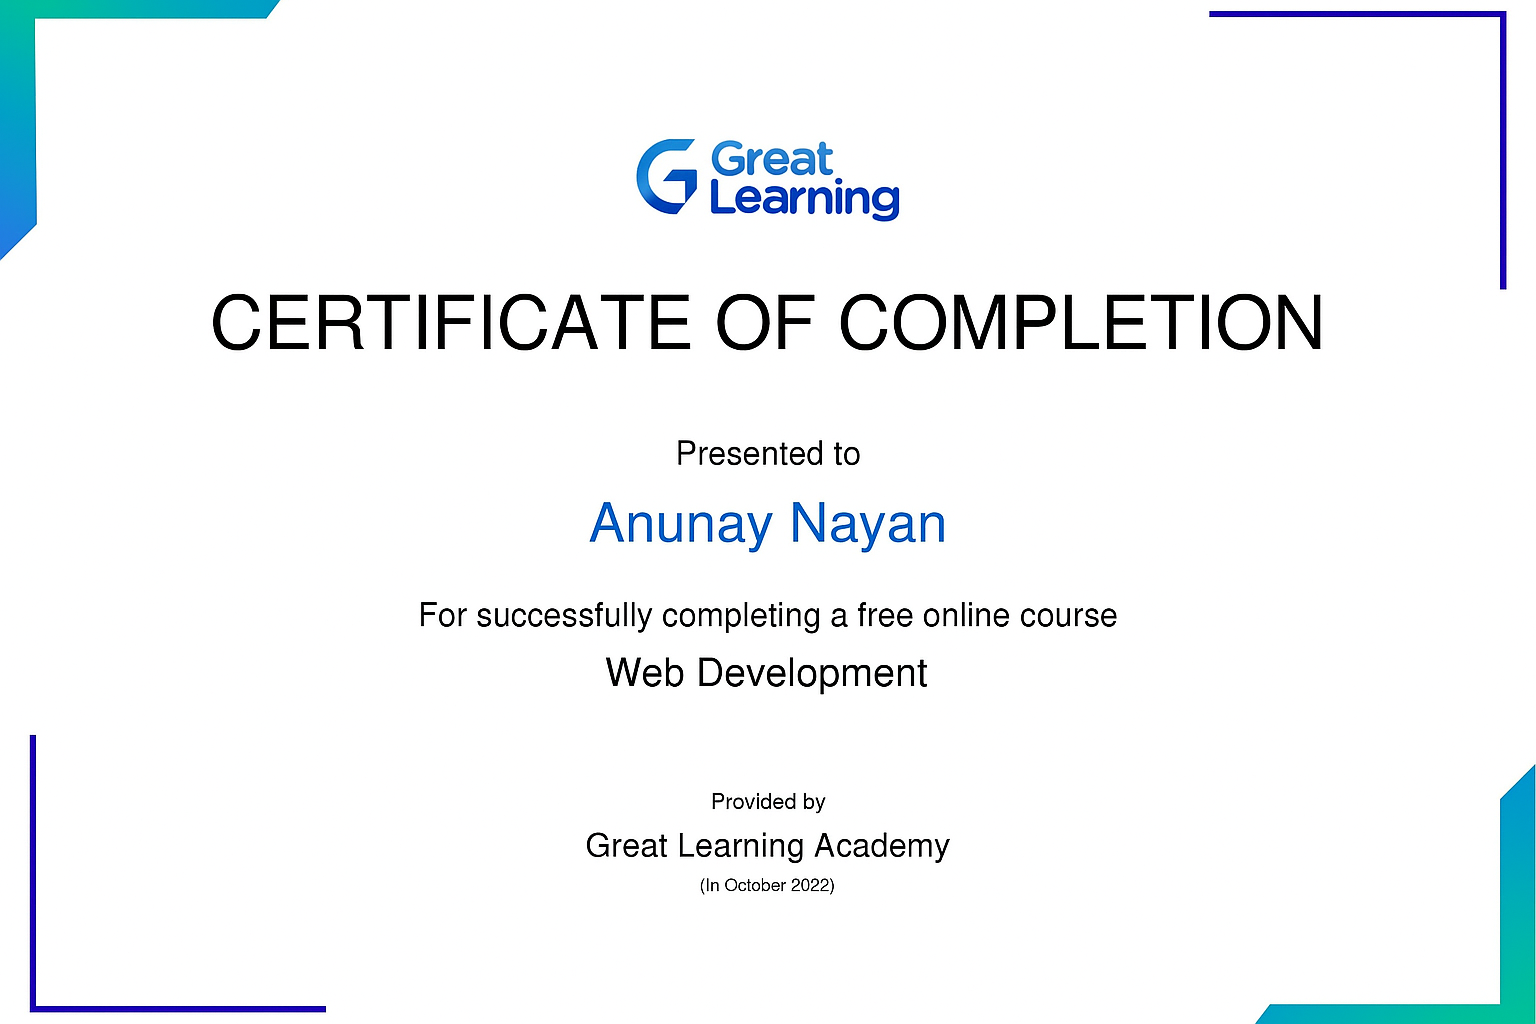 Great
Learning
CERTIFICATE OF COMPLETION
Presented to
Anunay Nayan
For successfully completing a free online course
Web Development
Provided by
Great Learning Academy
(In October 2022)